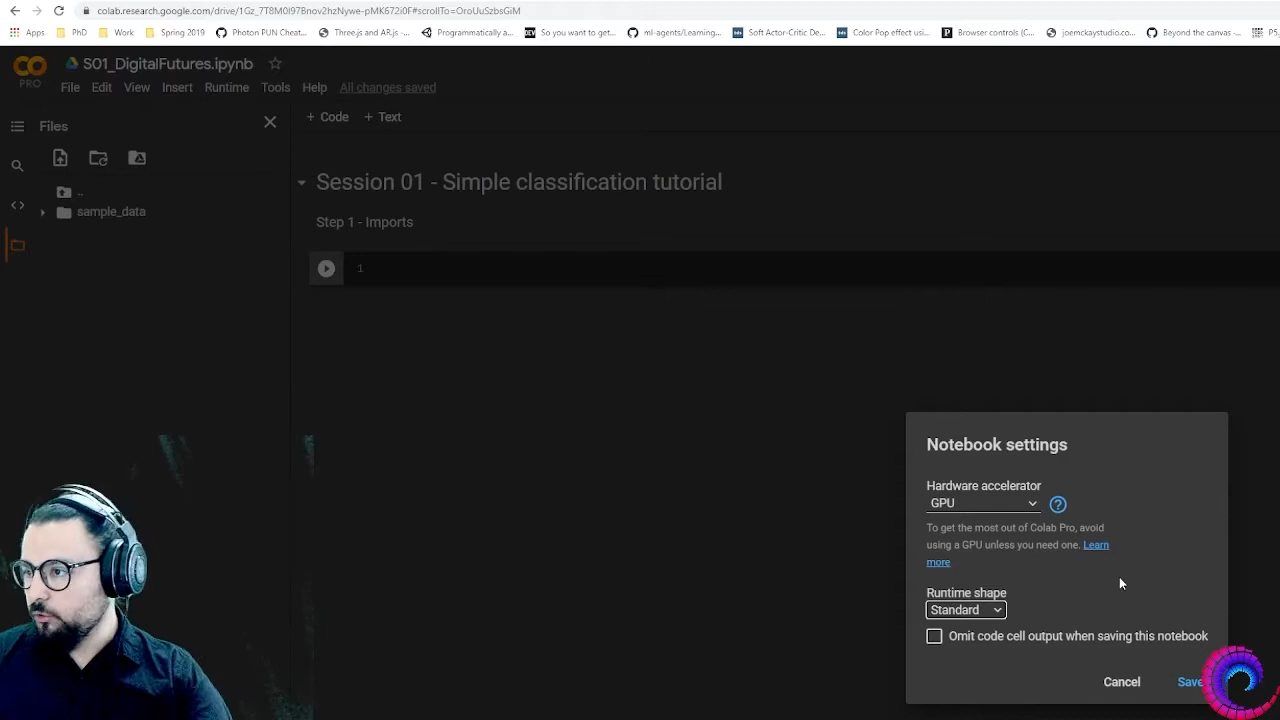 colab.research.google.com/drive/1Gz_7T8M0I97Bnov2hzNywe-pMK672i0F#scrollTo=OroUuSzbsGiM
Apps PhD Work Spring 2019 Photon PUN Cheat... Three.js and AR.js -... Programmatically a... So you want to get... ml-agents/Learning... Soft Actor-Critic De... Color Pop effect using... Browser controls (C... joemckaystudio.co... Beyond the canvas -...
CO
PRO
S01_DigitalFutures.ipynb
File Edit View Insert Runtime Tools Help All changes saved
Files
+ Code + Text
..
sample_data
Session 01 - Simple classification tutorial
Step 1 - Imports
1
Notebook settings
Hardware accelerator
GPU
To get the most out of Colab Pro, avoid
using a GPU unless you need one. Learn
more
Runtime shape
Standard
Omit code cell output when saving this notebook
Cancel Save